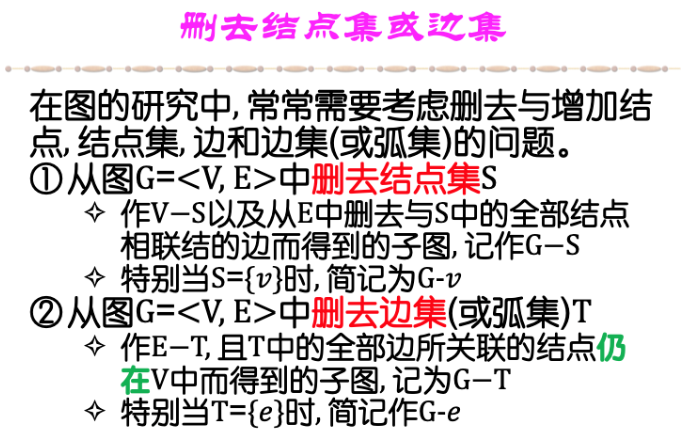 删去结点集或边集
在图的研究中, 常常需要考虑删去与增加结
点, 结点集, 边和边集(或弧集)的问题。
① 从图G=<V, E>中删去结点集S
✧ 作V−S以及从E中删去与S中的全部结点
相联结的边而得到的子图, 记作G−S
✧ 特别当S={v}时, 简记为G-v
② 从图G=<V, E>中删去边集(或弧集)T
✧ 作E−T, 且T中的全部边所关联的结点仍
在V中而得到的子图, 记为G−T
✧ 特别当T={e}时, 简记作G-e